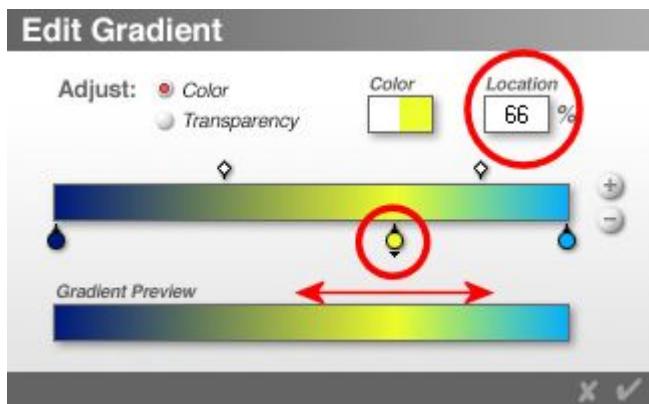 Edit Gradient
Adjust:
Color
Transparency
Color
Location
66 %
Gradient Preview